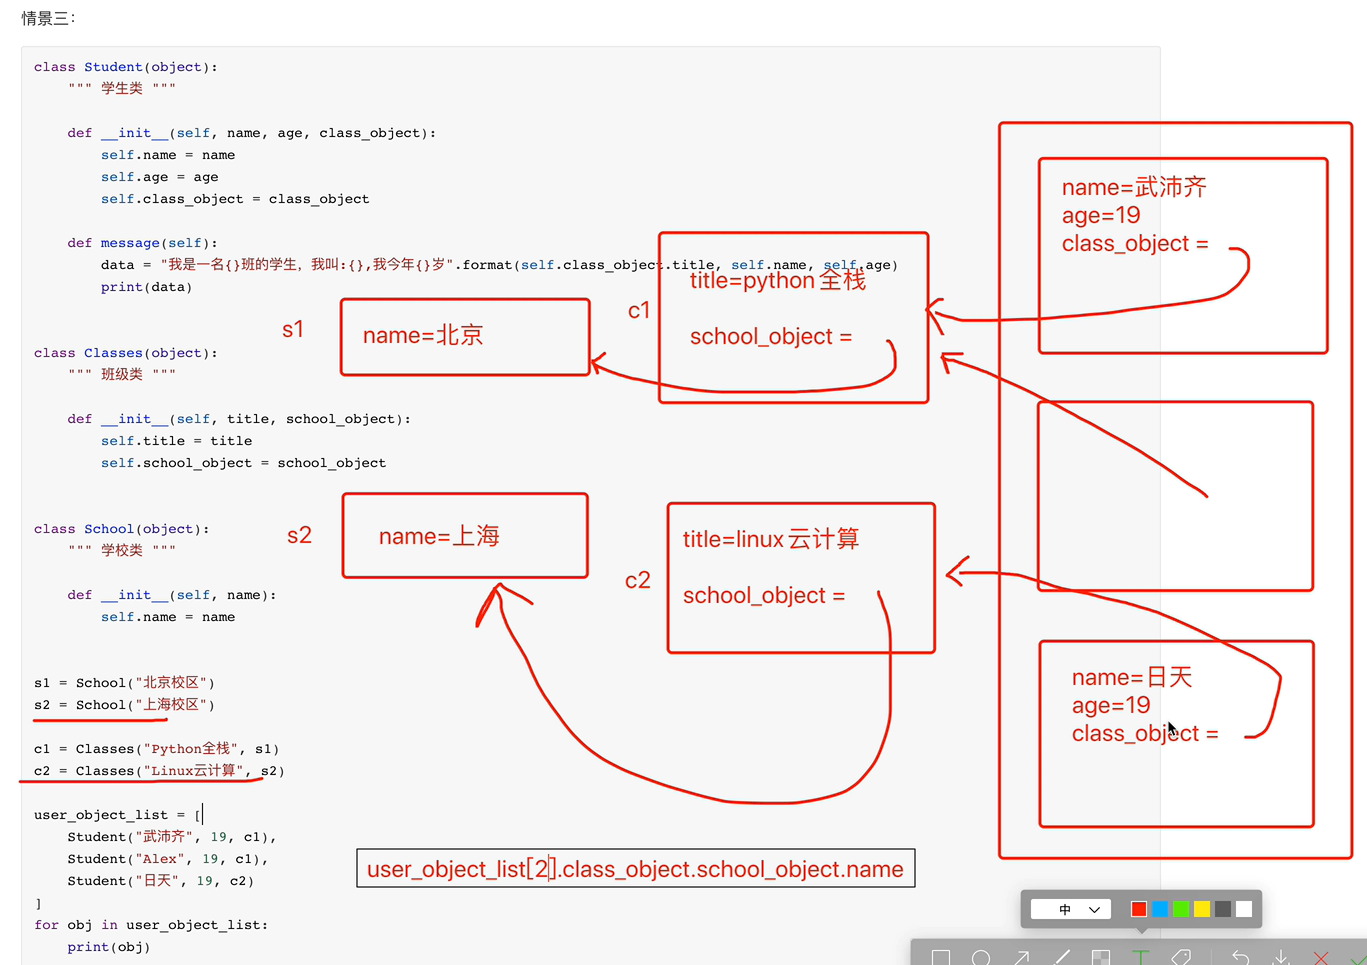 情景三：
class Student(object):
""" 学生类 """
def __init__(self, name, age, class_object):
self.name = name
self.age = age
self.class_object = class_object
def message(self):
data = "我是一名{}班的学生，我叫:{},我今年{}岁".format(self.class_object.title, self.name, self.age)
print(data)
class Classes(object):
""" 班级类 """
def __init__(self, title, school_object):
self.title = title
self.school_object = school_object
class School(object):
""" 学校类 """
def __init__(self, name):
self.name = name
s1 = School("北京校区")
s2 = School("上海校区")
c1 = Classes("Python全栈", s1)
c2 = Classes("Linux云计算", s2)
user_object_list = [
Student("武沛齐", 19, c1),
Student("Alex", 19, c1),
Student("日天", 19, c2)
]
for obj in user_object_list:
print(obj)
s1
name=北京
c1
title=python 全栈
school_object =
s2
name=上海
c2
title=linux 云计算
school_object =
name=武沛齐
age=19
class_object =
name=日天
age=19
class_object =
user_object_list[2].class_object.school_object.name
中
T